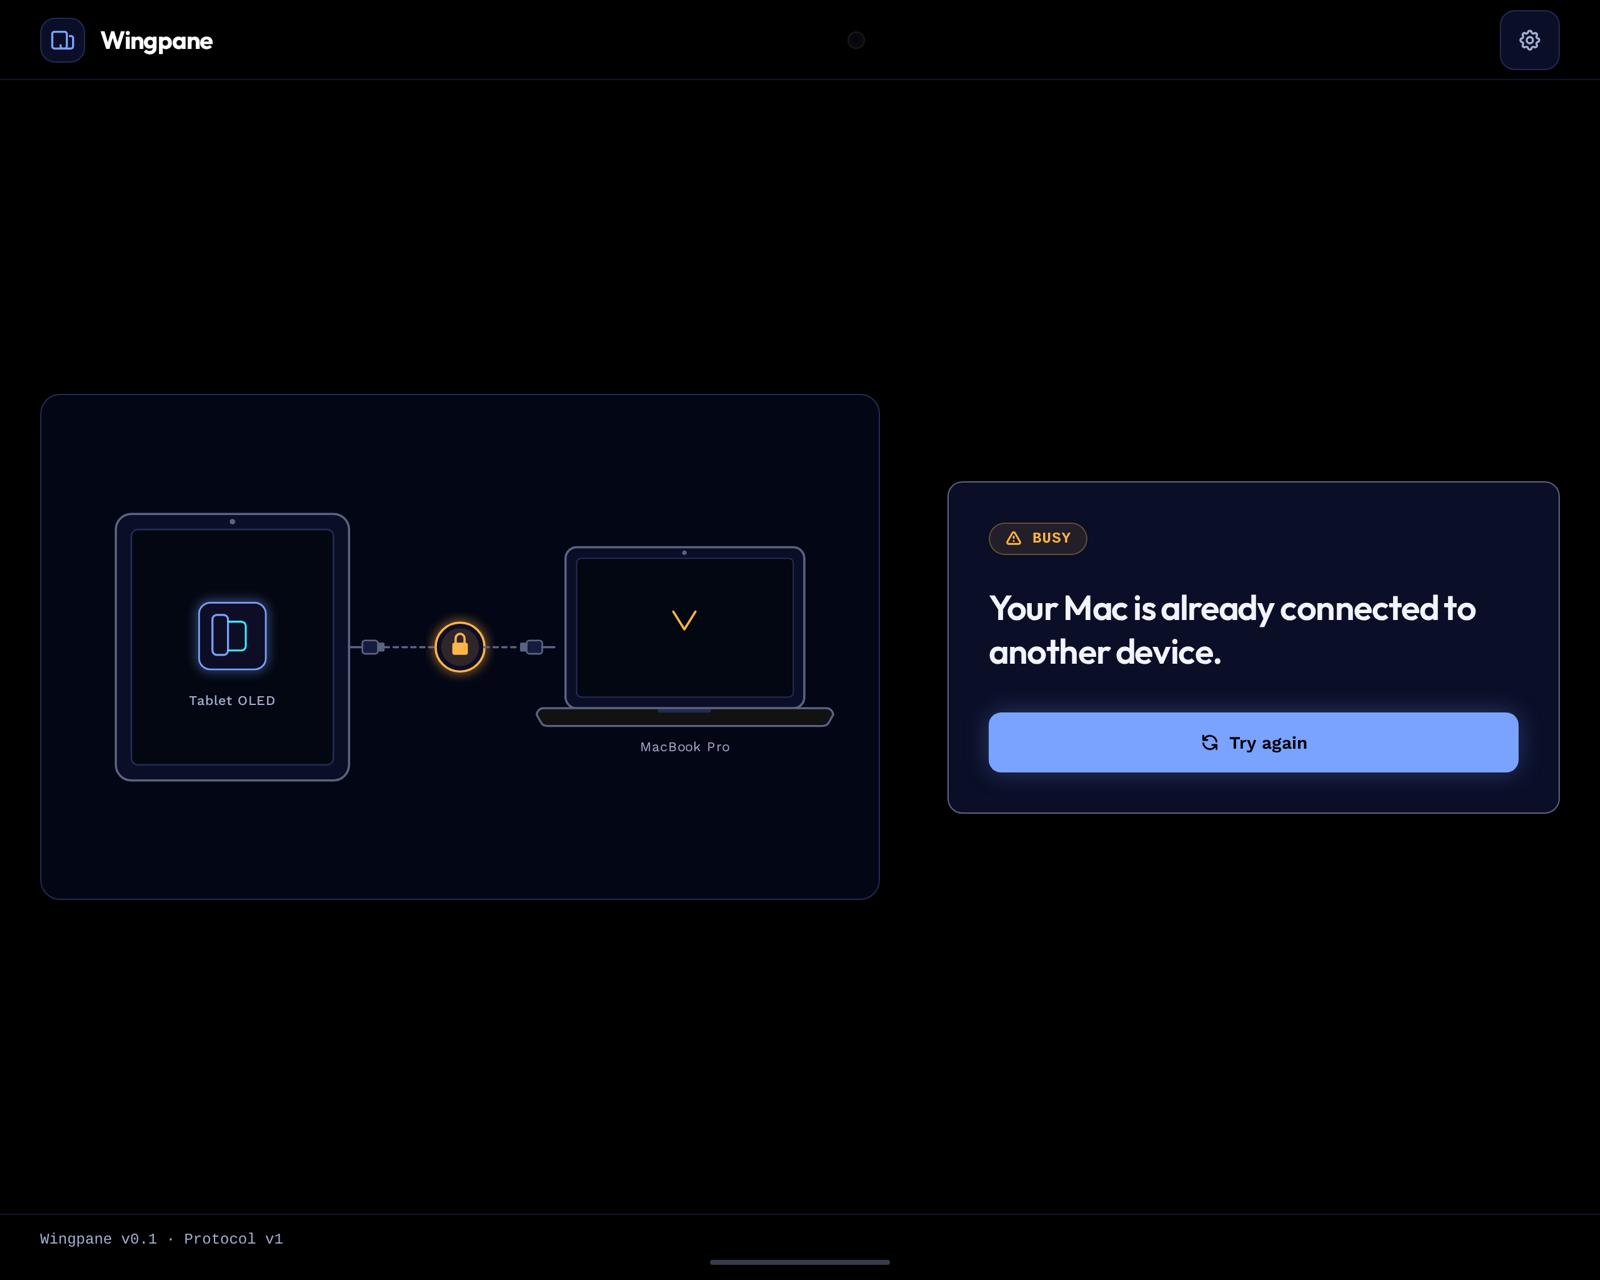 Wingpane
Tablet OLED
MacBook Pro
BUSY
Your Mac is already connected to
another device.
Try again
Wingpane v0.1 · Protocol v1